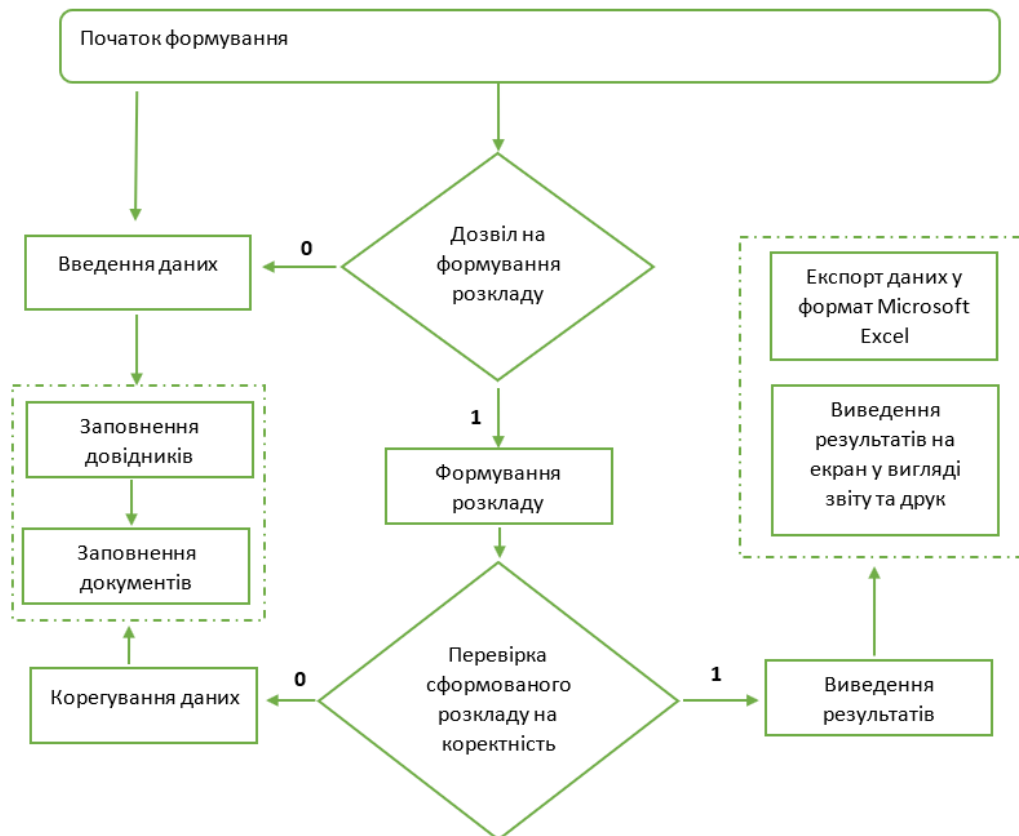 Початок формування
Дозвіл на
формування
розкладу
0
Введення даних
1
Заповнення
довідників
Заповнення
документів
Формування
розкладу
Експорт даних у
формат Microsoft
Excel
Виведення
результатів на
екран у вигляді
звіту та друк
Перевірка
сформованого
розкладу на
коректність
0
Корегування даних
1
Виведення
результатів